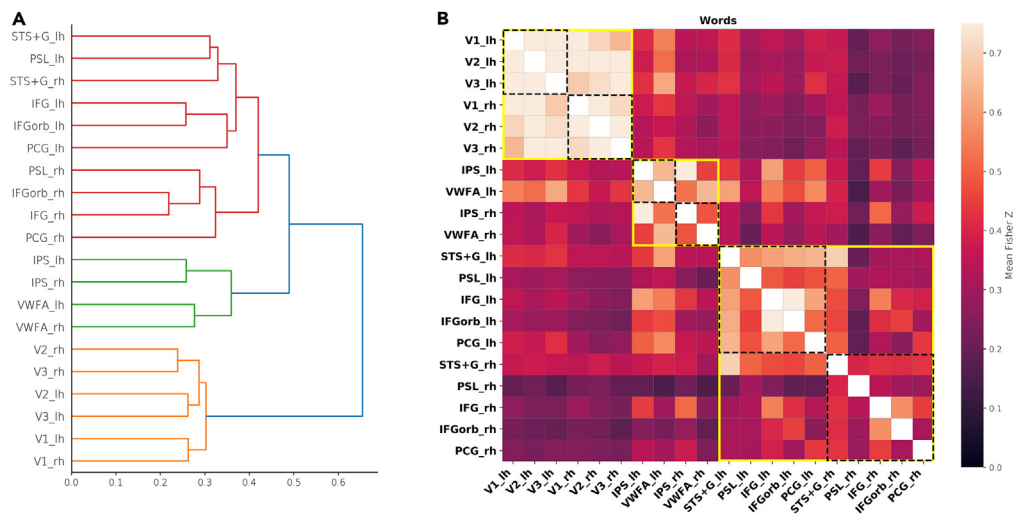 A
STS+G_lh
PSL_lh
STS+G_rh
IFG_lh
IFGorb_lh
PCG_lh
PSL_rh
IFGorb_rh
IFG_rh
PCG_rh
IPS_lh
IPS_rh
VWFA_lh
VWFA_rh
V2_rh
V3_rh
V2_lh
V3_lh
V1_lh
V1_rh
0.0 0.1 0.2 0.3 0.4 0.5 0.6
B
Words
V1_lh
V2_lh
V3_lh
V1_rh
V2_rh
V3_rh
IPS_lh
VWFA_lh
IPS_rh
VWFA_rh
STS+G_lh
PSL_lh
IFG_lh
IFGorb_lh
PCG_lh
STS+G_rh
PSL_rh
IFG_rh
IFGorb_rh
PCG_rh
V1_lh V2_lh V3_lh V1_rh V2_rh V3_rh IPS_lh VWFA_lh IPS_rh VWFA_rh STS+G_lh PSL_lh IFG_lh IFGorb_lh PCG_lh STS+G_rh PSL_rh IFG_rh IFGorb_rh PCG_rh
0.7
0.6
0.5
0.4
0.3
0.2
0.1
0.0
Mean Fisher Z